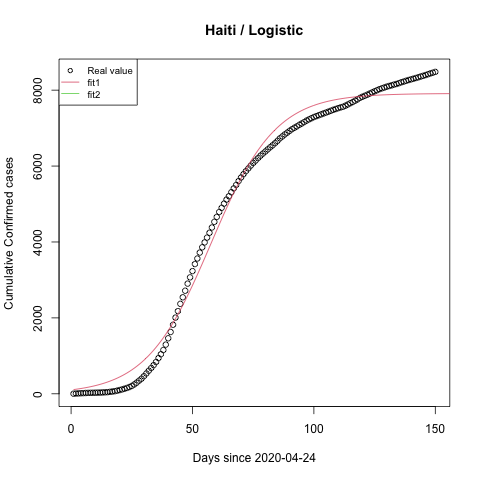 Haiti / Logistic
Real value
fit1
fit2
Cumulative Confirmed cases
0
2000
4000
6000
8000
0
50
100
150
Days since 2020-04-24